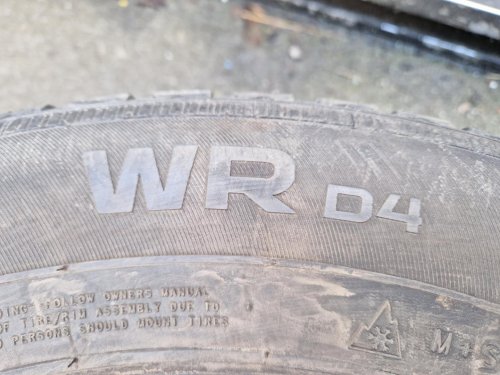 WR D4
FOLLOW OWNERS MANUAL
OF TIRE/RIM ASSEMBLY DUE TO
PERSONS SHOULD MOUNT TIRES
M+S